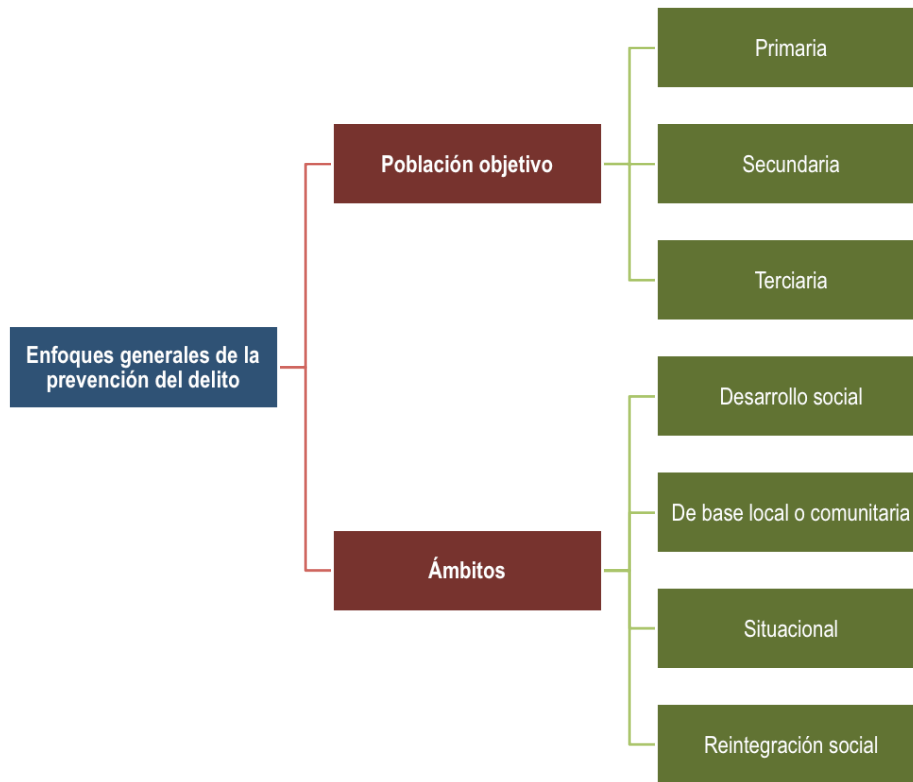 Enfoques generales de la
prevención del delito
Población objetivo
Primaria
Secundaria
Terciaria
Ámbitos
Desarrollo social
De base local o comunitaria
Situacional
Reintegración social